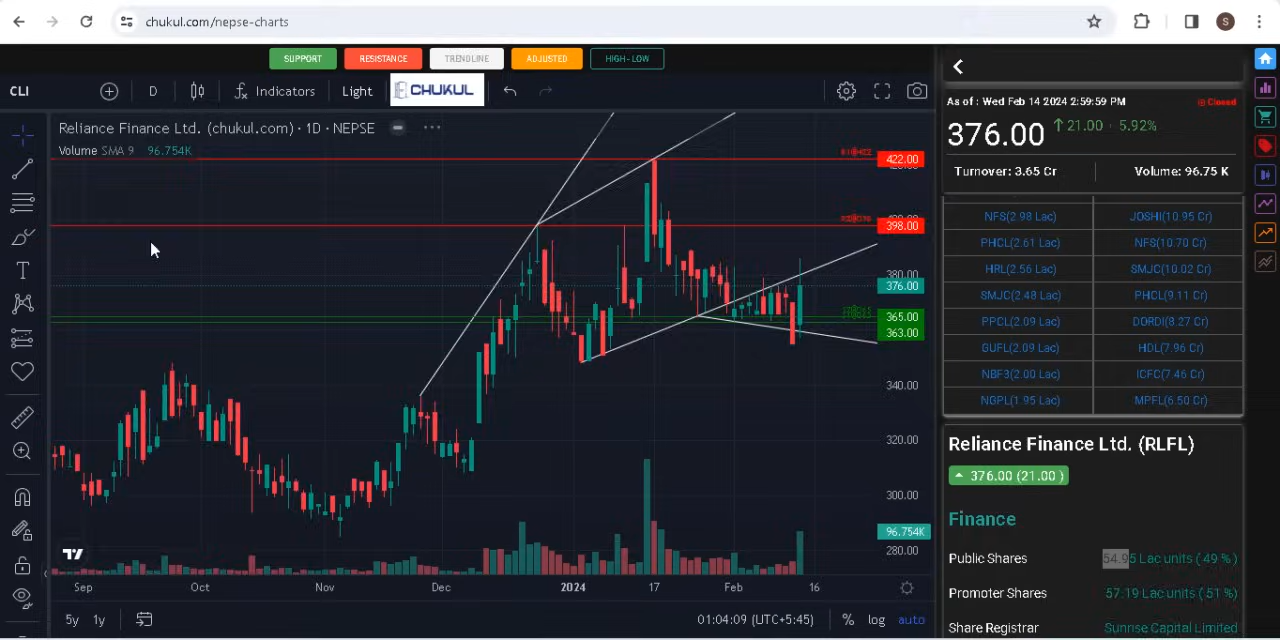 chukul.com/nepse-charts
S
SUPPORT RESISTANCE TRENDLINE ADJUSTED HIGH - LOW
CLI D Indicators Light CHUKUL
Reliance Finance Ltd. (chukul.com) · 1D · NEPSE
Volume SMA 9 96.754K
422.00
398.00
380.00
376.00
365.00
363.00
340.00
320.00
300.00
96.754K
280.00
Sep Oct Nov Dec 2024 17 Feb 16
5y 1y 01:04:09 (UTC+5:45) % log auto
As of : Wed Feb 14 2024 2:59:59 PM Closed
376.00 21.00 5.92%
Turnover: 3.65 Cr Volume: 96.75 K
NFS(2.98 Lac) JOSHI(10.95 Cr)
PHCL(2.61 Lac) NFS(10.70 Cr)
HRL(2.56 Lac) SMJC(10.02 Cr)
SMJC(2.48 Lac) PHCL(9.11 Cr)
PPCL(2.09 Lac) DORDI(8.27 Cr)
GUFL(2.09 Lac) HDL(7.96 Cr)
NBF3(2.00 Lac) ICFC(7.46 Cr)
NGPL(1.95 Lac) MPFL(6.50 Cr)
Reliance Finance Ltd. (RLFL)
376.00 (21.00 )
Finance
Public Shares 54.95 Lac units ( 49 % )
Promoter Shares 57.19 Lac units ( 51 %)
Share Registrar Sunrise Capital Limited